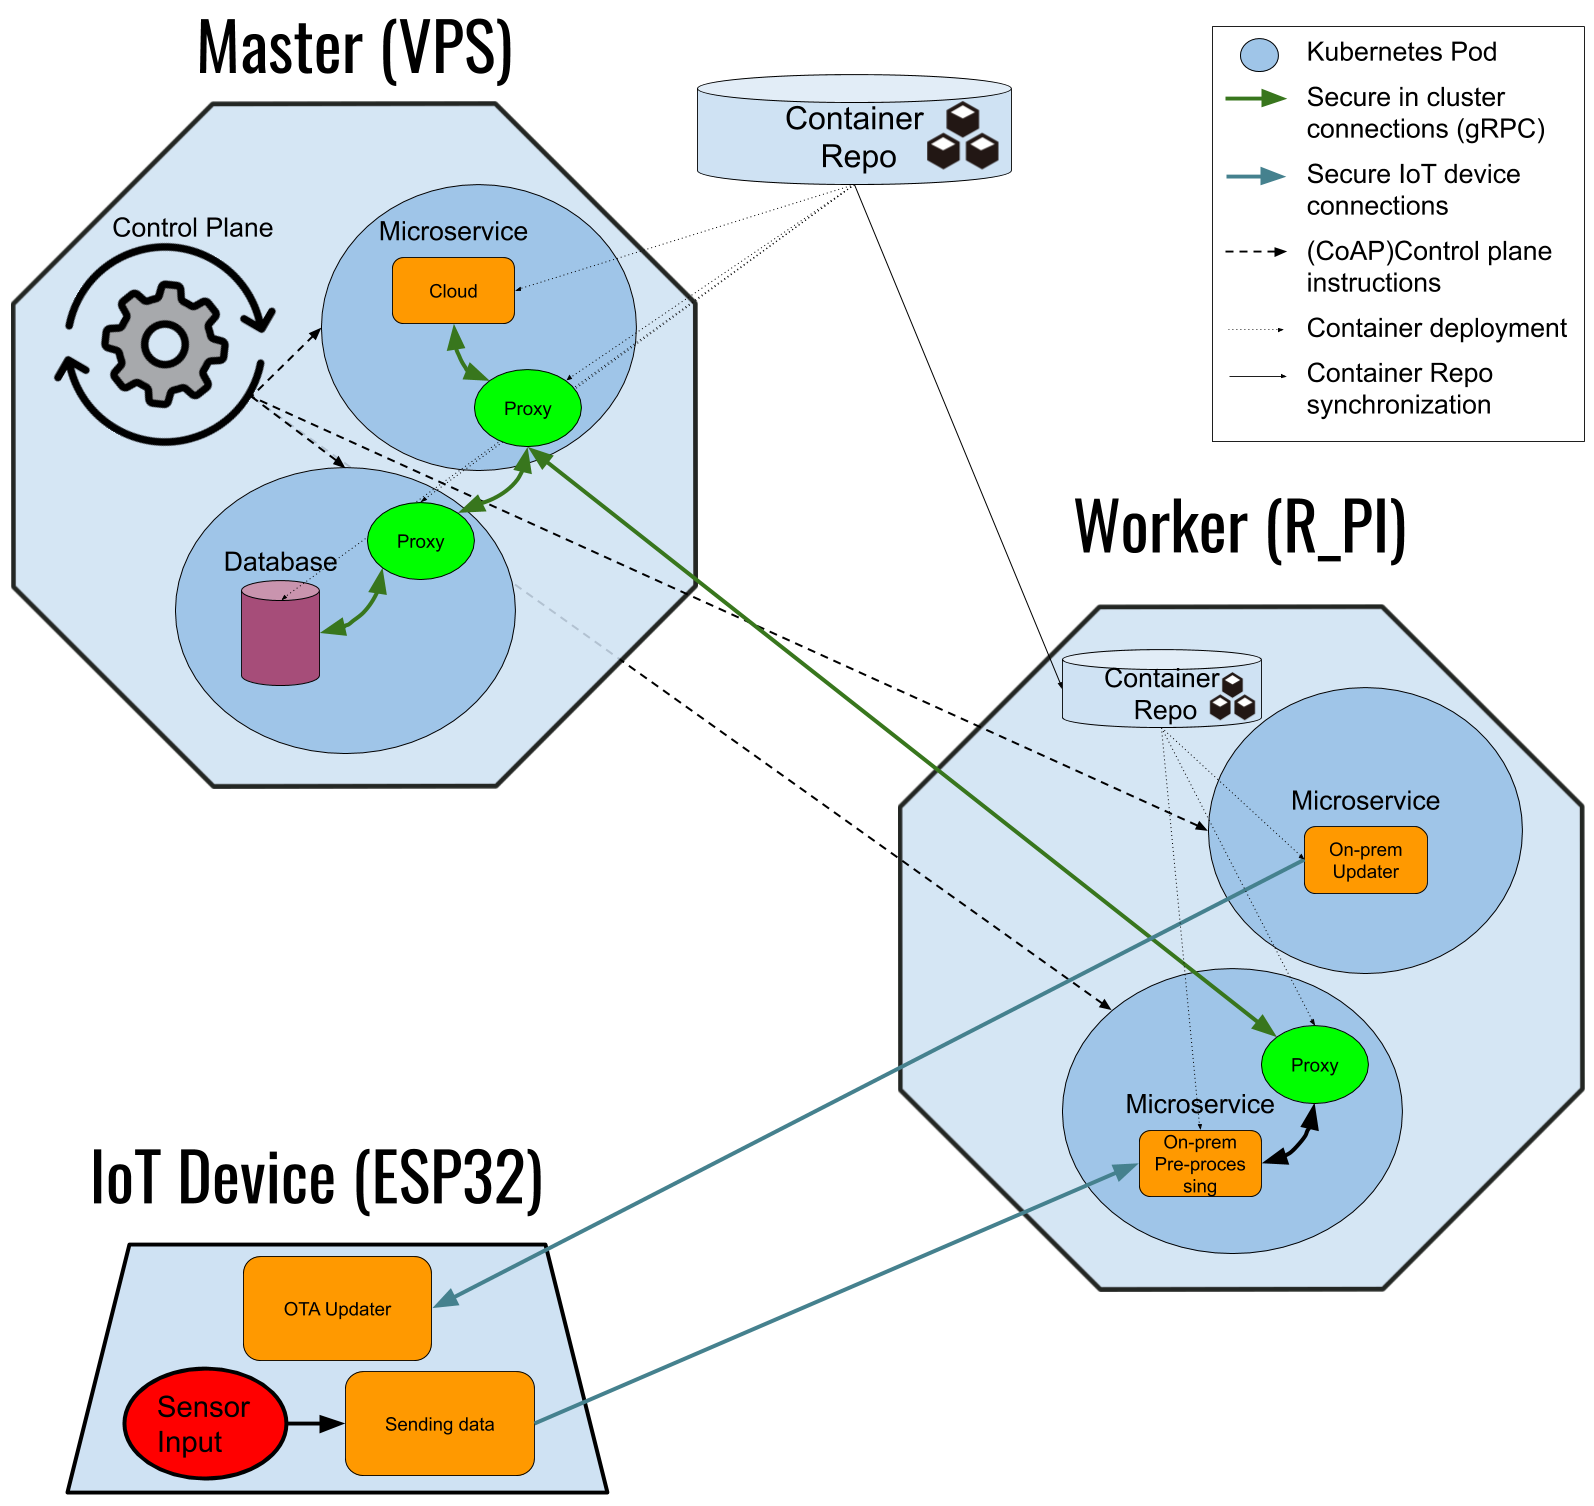 Master (VPS)
Container
Repo
Kubernetes Pod
Secure in cluster
connections (gRPC)
Secure IoT device
connections
(CoAP)Control plane
instructions
Container deployment
Container Repo
synchronization
Control Plane
Microservice
Cloud
Proxy
Proxy
Database
Worker (R_PI)
Container
Repo
Microservice
On-prem
Updater
Proxy
Microservice
On-prem
Pre-proces
sing
IoT Device (ESP32)
OTA Updater
Sensor
Input
Sending data